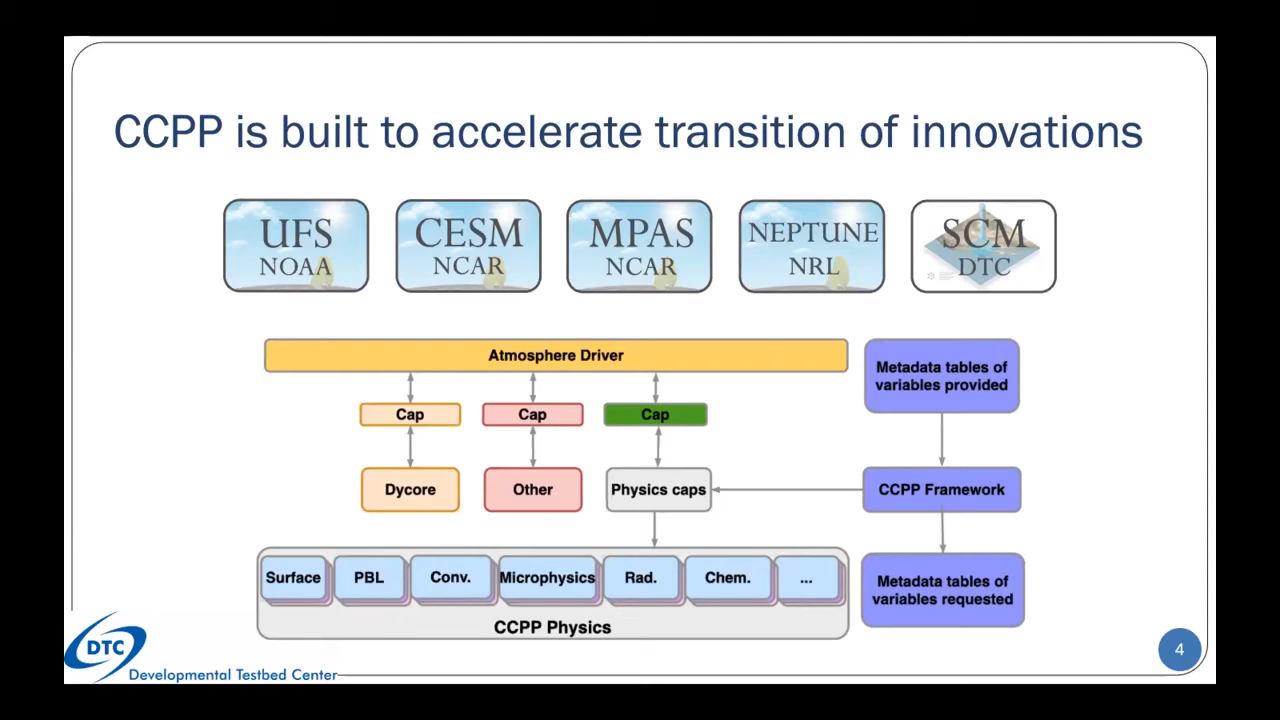 CCPP is built to accelerate transition of innovations
UFS
NOAA
CESM
NCAR
MPAS
NCAR
NEPTUNE
NRL
SCM
DTC
Atmosphere Driver
Cap
Cap
Cap
Metadata tables of
variables provided
Dycore
Other
Physics caps
CCPP Framework
Surface
PBL
Conv.
Microphysics
Rad.
Chem.
...
CCPP Physics
Metadata tables of
variables requested
DTC
Developmental Testbed Center
4